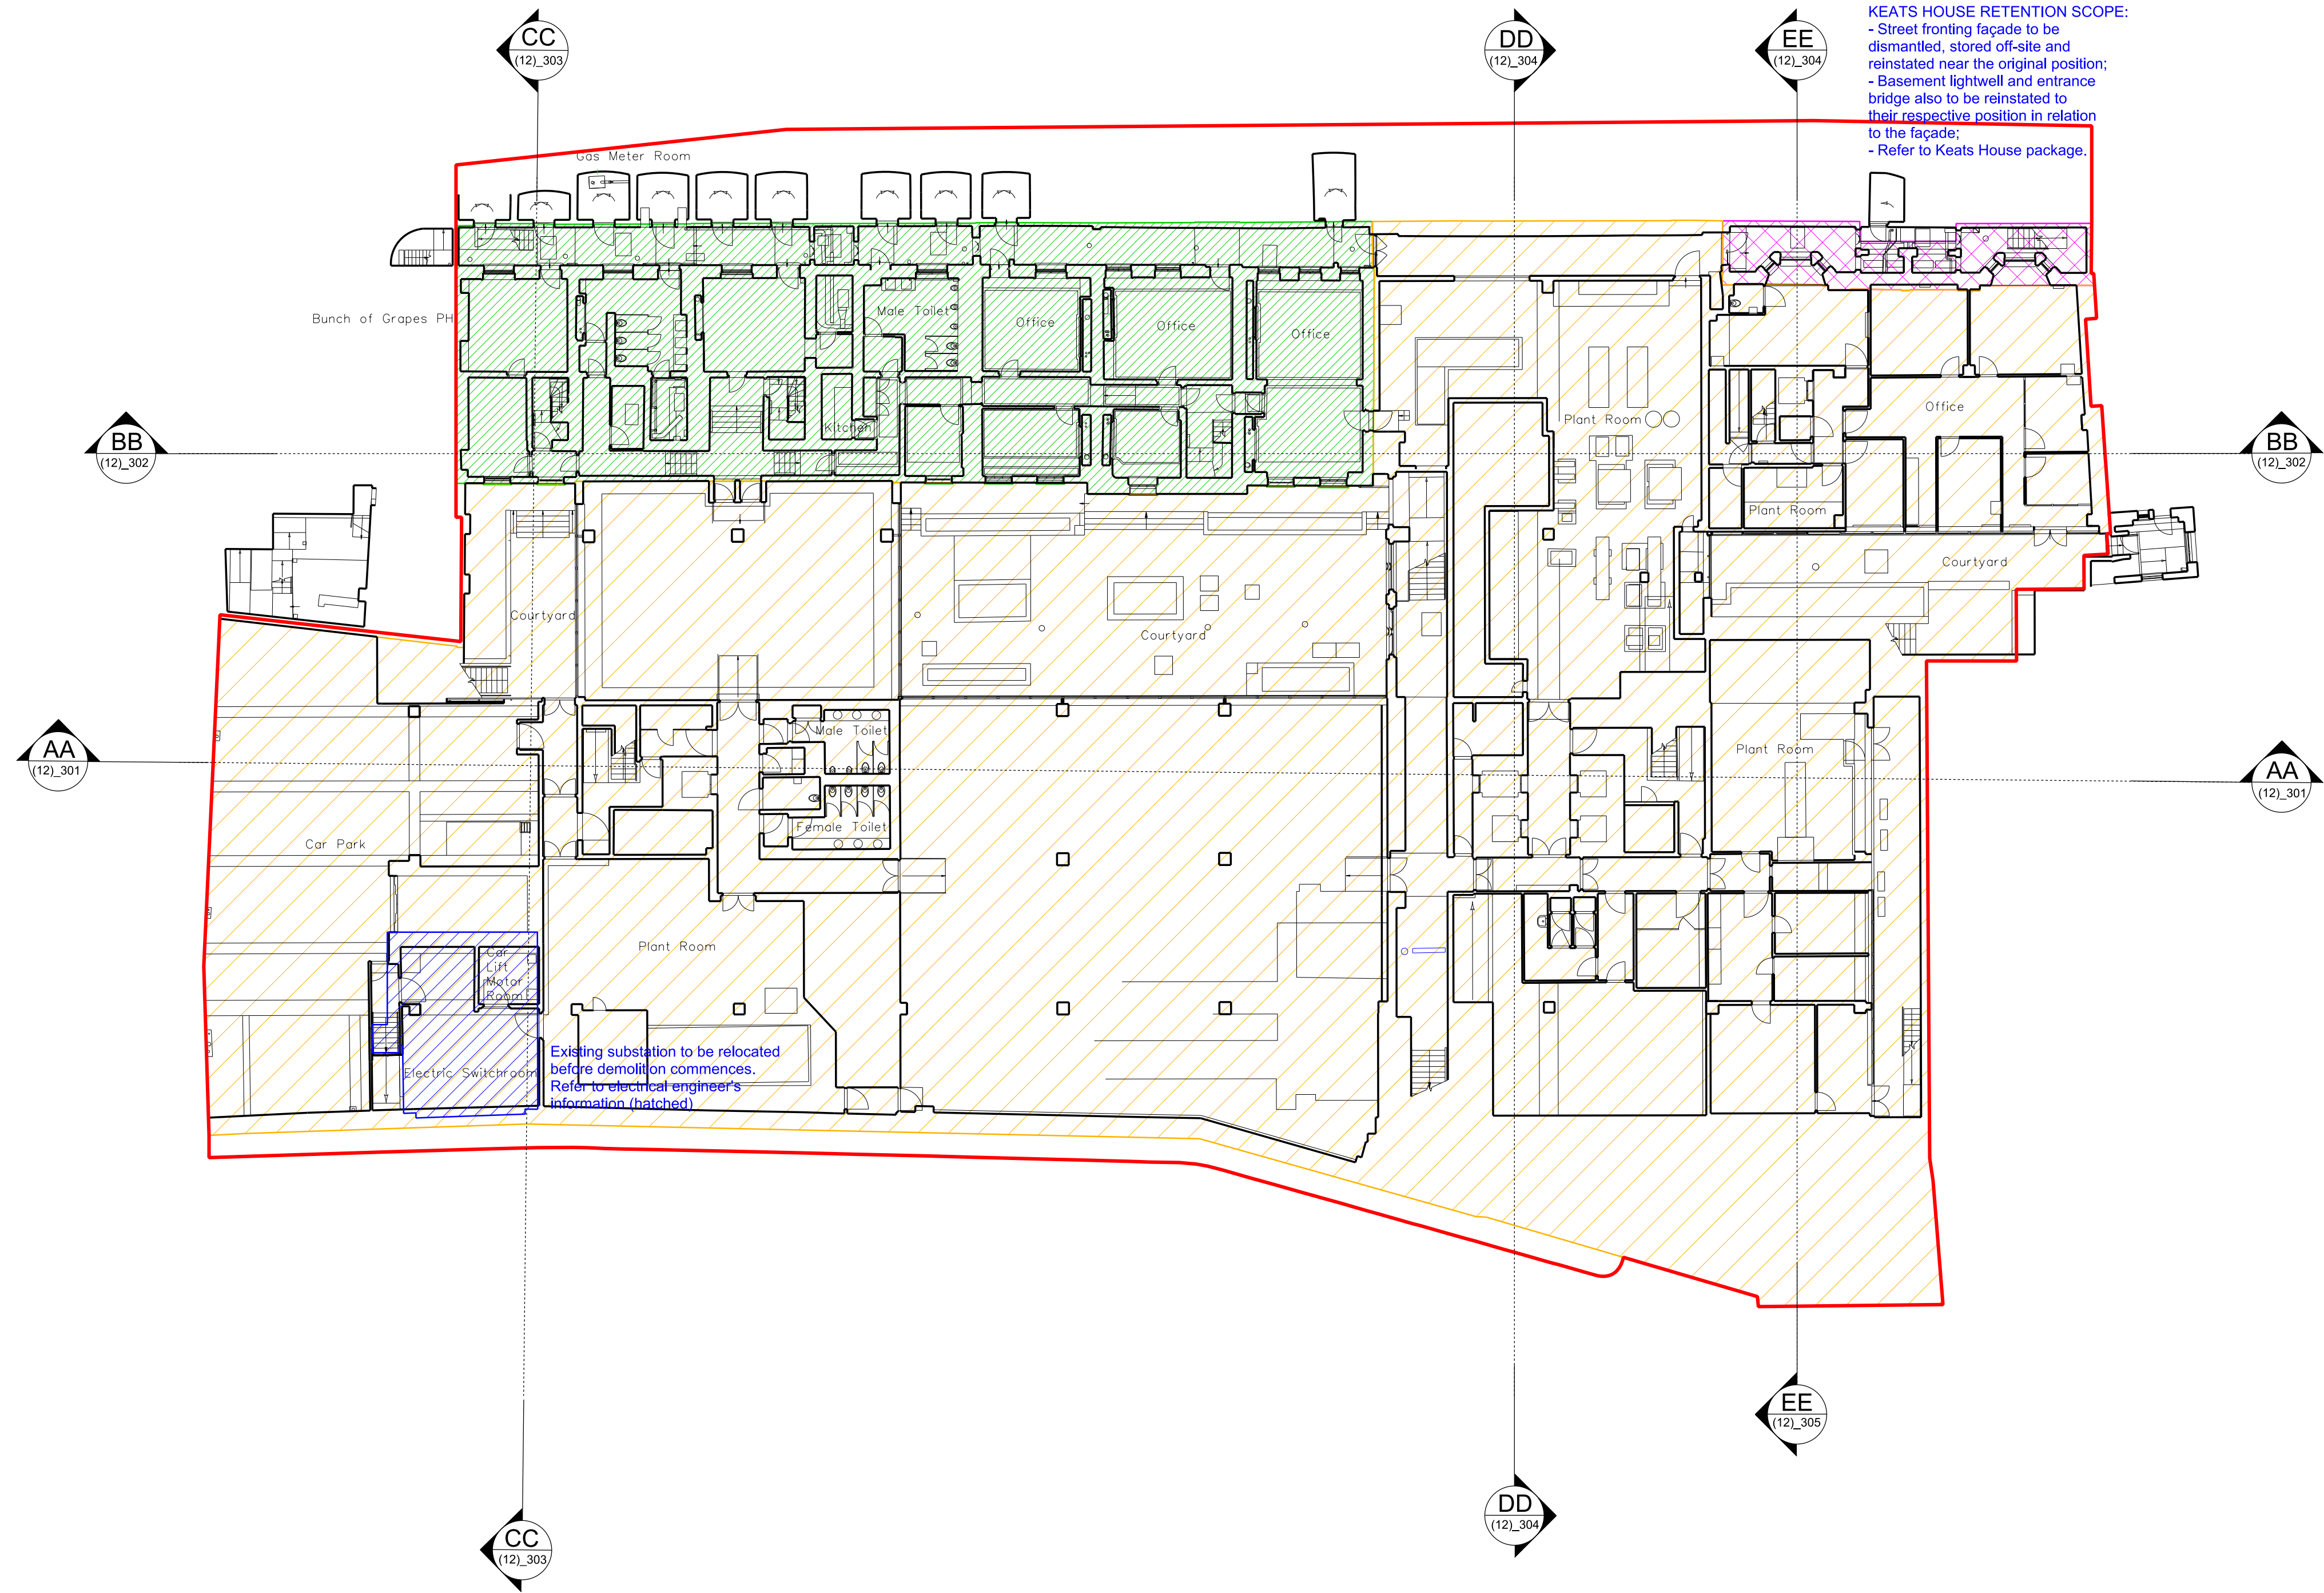 KEATS HOUSE RETENTION SCOPE:
- Street fronting façade to be
dismantled, stored off-site and
reinstated near the original position;
- Basement lightwell and entrance
bridge also to be reinstated to
their respective position in relation
to the façade;
- Refer to Keats House package.
CC
(12)_303
DD
(12)_304
EE
(12)_304
Gas Meter Room
Bunch of Grapes PH
Male Toilet
Office
Office
Office
Plant Room
Office
Kitchen
BB
(12)_302
BB
(12)_302
Plant Room
Courtyard
Courtyard
Courtyard
Male Toilet
Plant Room
AA
(12)_301
AA
(12)_301
Female Toilet
Car Park
Plant Room
Car
Lift
Motor
Room
Electric Switchroom
Existing substation to be relocated
before demolition commences.
Refer to electrical engineer's
information (hatched)
EE
(12)_305
DD
(12)_304
CC
(12)_303